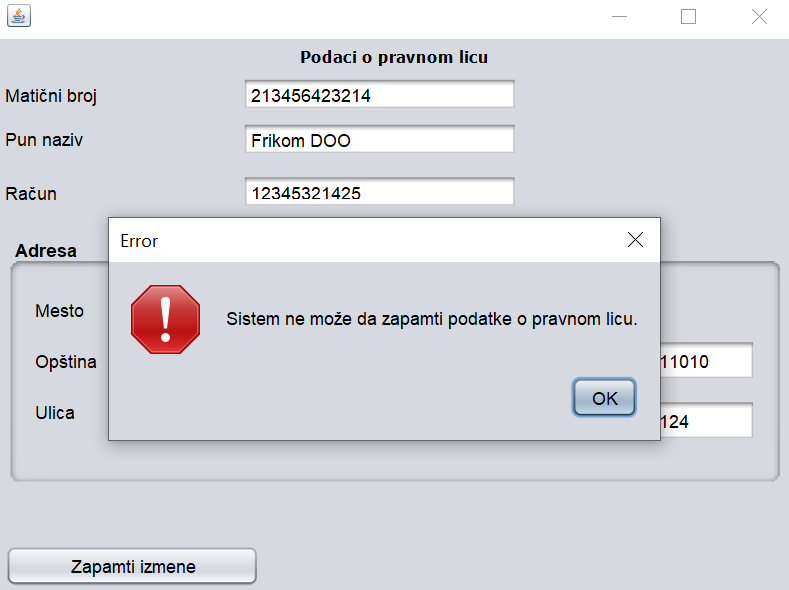 Podaci o pravnom licu
Matični broj
213456423214
Pun naziv
Frikom DOO
Račun
12345321425
Adresa
Error
Mesto
Sistem ne može da zapamti podatke o pravnom licu.
Opština
11010
OK
Ulica
124
Zapamti izmene